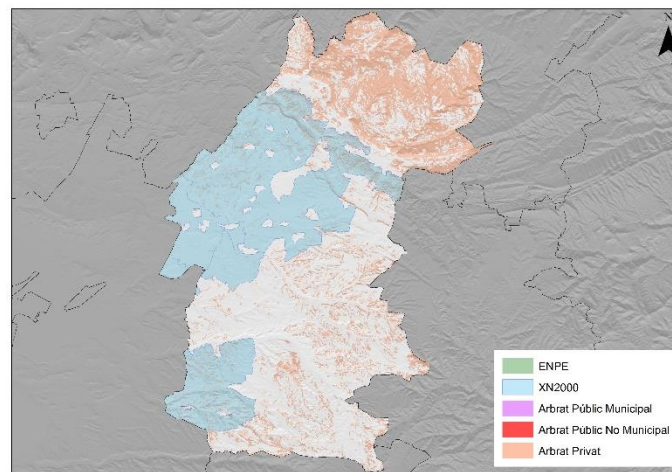 ENPE
XN2000
Arbrat Públic Municipal
Arbrat Públic No Municipal
Arbrat Privat